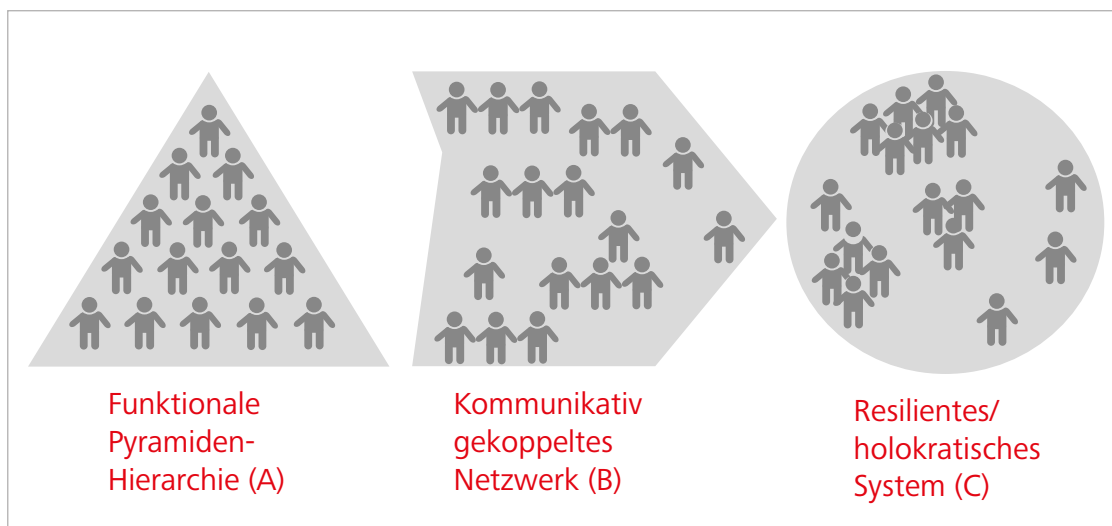 Funktionale
Pyramiden-
Hierarchie (A)
Kommunikativ
gekoppeltes
Netzwerk (B)
Resilientes/
holokratisches
System (C)